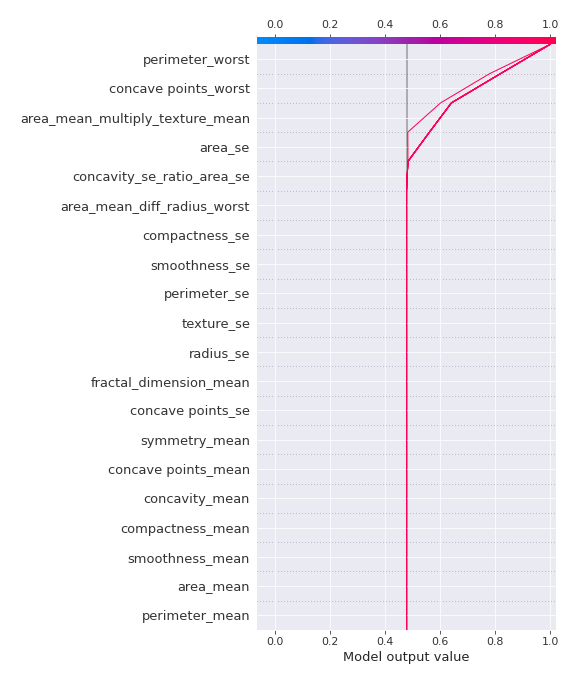 0.0 0.2 0.4 0.6 0.8 1.0
perimeter_worst
concave points_worst
area_mean_multiply_texture_mean
area_se
concavity_se_ratio_area_se
area_mean_diff_radius_worst
compactness_se
smoothness_se
perimeter_se
texture_se
radius_se
fractal_dimension_mean
concave points_se
symmetry_mean
concave points_mean
concavity_mean
compactness_mean
smoothness_mean
area_mean
perimeter_mean
0.0 0.2 0.4 0.6 0.8 1.0
Model output value